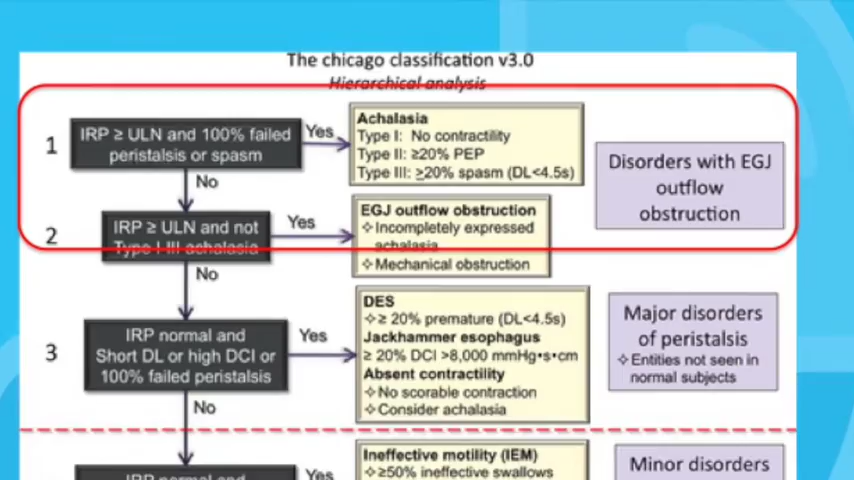 The chicago classification v3.0
Hierarchical analysis
1
IRP ≥ ULN and 100% failed
peristalsis or spasm
Yes
Achalasia
Type I: No contractility
Type II: ≥20% PEP
Type III: ≥20% spasm (DL<4.5s)
Disorders with EGJ
outflow
obstruction
No
2
IRP ≥ ULN and not
Type I-III achalasia
Yes
EGJ outflow obstruction
✧Incompletely expressed
achalasia
✧Mechanical obstruction
No
3
IRP normal and
Short DL or high DCI or
100% failed peristalsis
Yes
DES
✧≥ 20% premature (DL<4.5s)
Jackhammer esophagus
≥ 20% DCI >8,000 mmHg•s•cm
Absent contractility
✧No scorable contraction
✧Consider achalasia
Major disorders
of peristalsis
✧Entities not seen in
normal subjects
No
IRP normal and
Yes
Ineffective motility (IEM)
✧≥50% ineffective swallows
Minor disorders